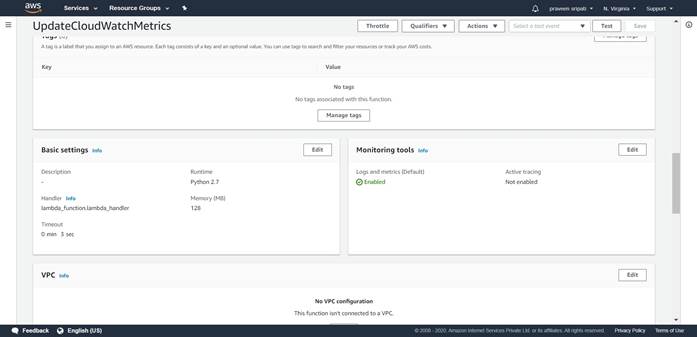 aws
Services
Resource Groups
praveen sripati
N. Virginia
Support
UpdateCloudWatchMetrics
Throttle
Qualifiers
Actions
Select a test event
Test
Save
A tag is a label that you assign to an AWS resource. Each tag consists of a key and an optional value. You can use tags to search and filter your resources or track your AWS costs.
Manage tags
Key
Value
No tags
No tags associated with this function.
Manage tags
Basic settings Info
Edit
Description
-
Runtime
Python 2.7
Handler Info
lambda_function.lambda_handler
Memory (MB)
128
Timeout
0 min 3 sec
Monitoring tools Info
Edit
Logs and metrics (Default)
Enabled
Active tracing
Not enabled
VPC Info
Edit
No VPC configuration
This function isn't connected to a VPC.
Feedback
English (US)
© 2008 - 2020, Amazon Internet Services Private Ltd. or its affiliates. All rights reserved.
Privacy Policy
Terms of Use